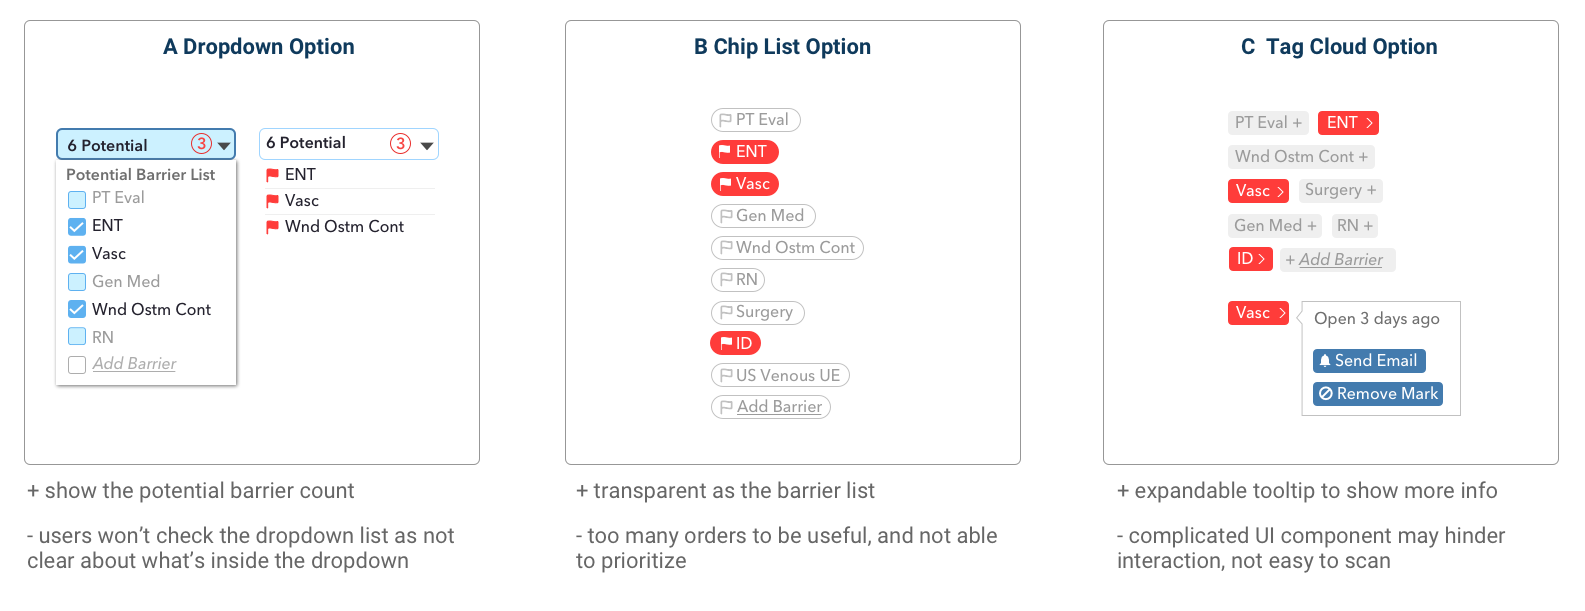 A Dropdown Option
6 Potential 3
Potential Barrier List
PT Eval
ENT
Vasc
Gen Med
Wnd Ostm Cont
RN
Add Barrier
6 Potential 3
ENT
Vasc
Wnd Ostm Cont
+ show the potential barrier count
- users won’t check the dropdown list as not
clear about what’s inside the dropdown
B Chip List Option
PT Eval
ENT
Vasc
Gen Med
Wnd Ostm Cont
RN
Surgery
ID
US Venous UE
Add Barrier
+ transparent as the barrier list
- too many orders to be useful, and not able
to prioritize
C Tag Cloud Option
PT Eval + ENT >
Wnd Ostm Cont +
Vasc > Surgery +
Gen Med + RN +
ID > + Add Barrier
Vasc > Open 3 days ago
Send Email
Remove Mark
+ expandable tooltip to show more info
- complicated UI component may hinder
interaction, not easy to scan